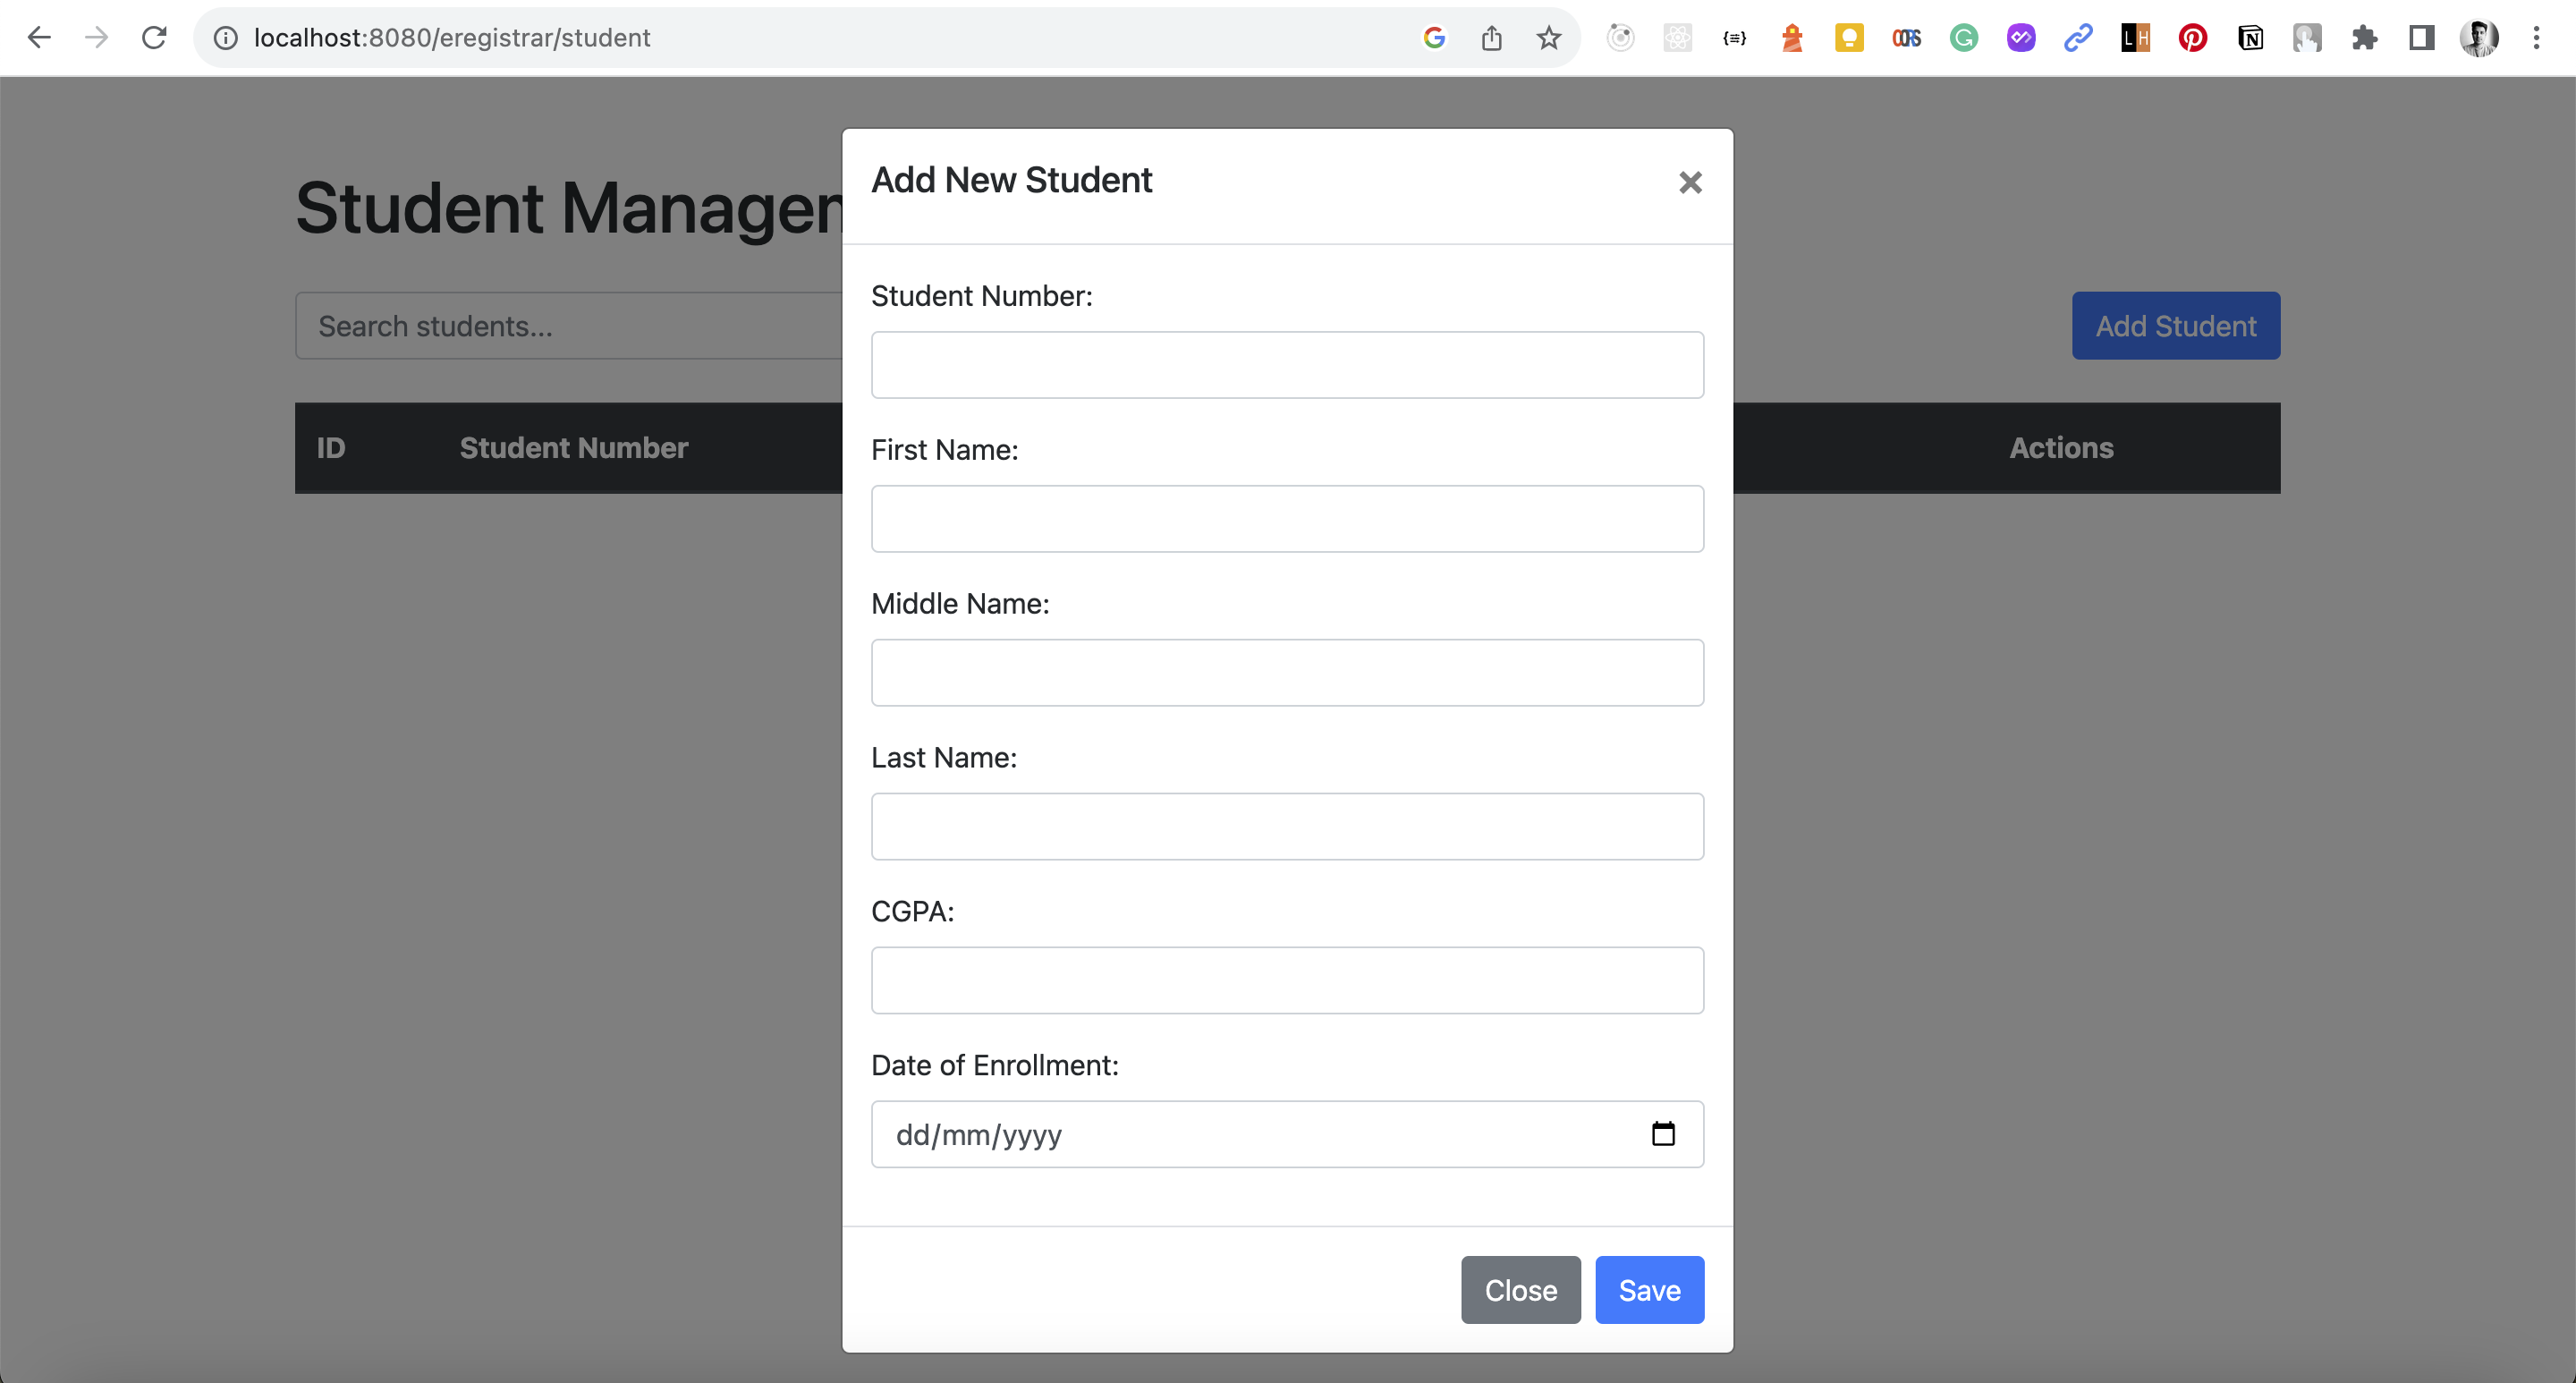 localhost:8080/eregistrar/student
Add New Student
Student Managem
Student Number:
Search students...
Add Student
First Name:
ID Student Number Actions
Middle Name:
Last Name:
CGPA:
Date of Enrollment:
dd/mm/yyyy
Close Save